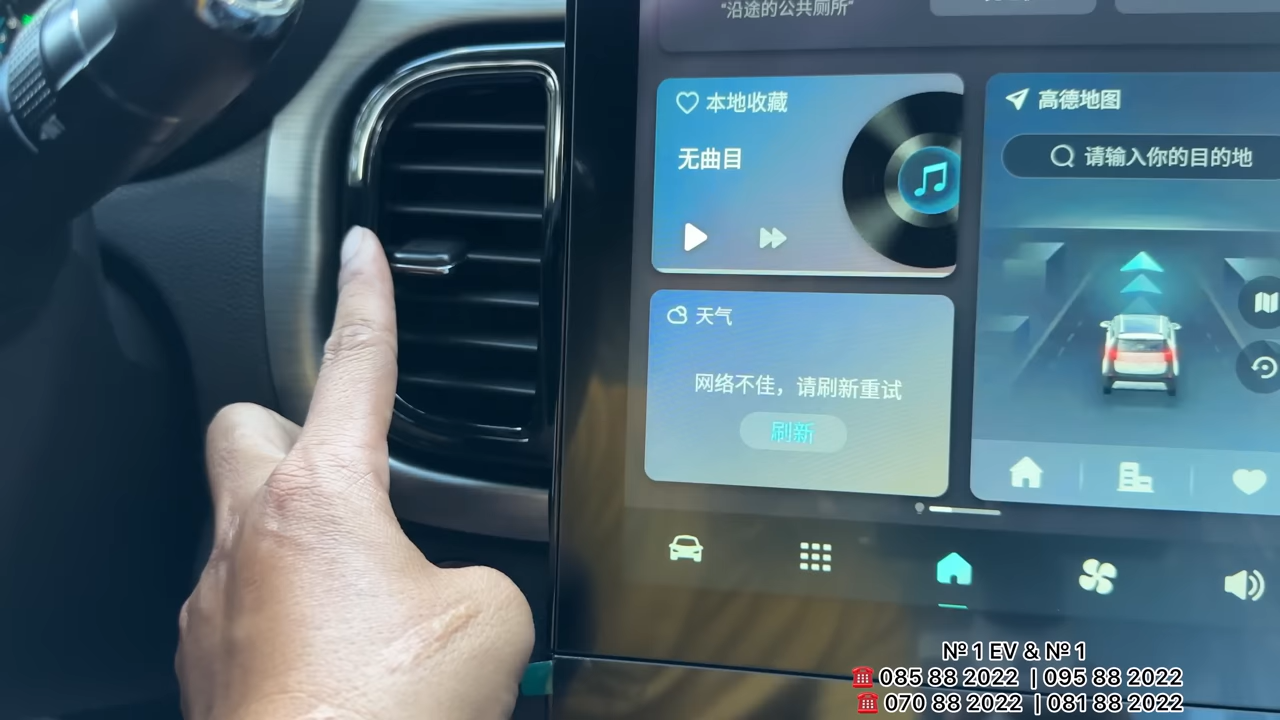 “沿途的公共厕所”
本地收藏
无曲目
高德地图
请输入你的目的地
天气
网络不佳，请刷新重试
刷新
№ 1 EV & № 1
☎085 88 2022 | 095 88 2022
☎070 88 2022 | 081 88 2022